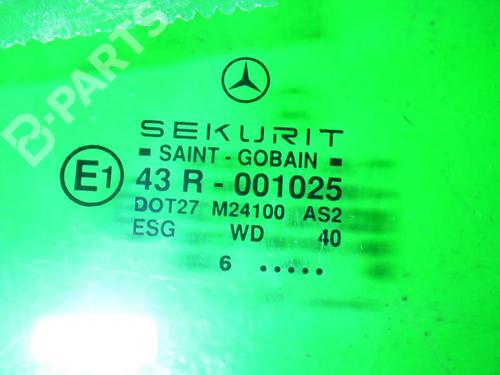 B-PARTS
SEKURIT
SAINT - GOBAIN
E1 43 R - 001025
DOT27 M24100 AS2
ESG WD 40
6 .....